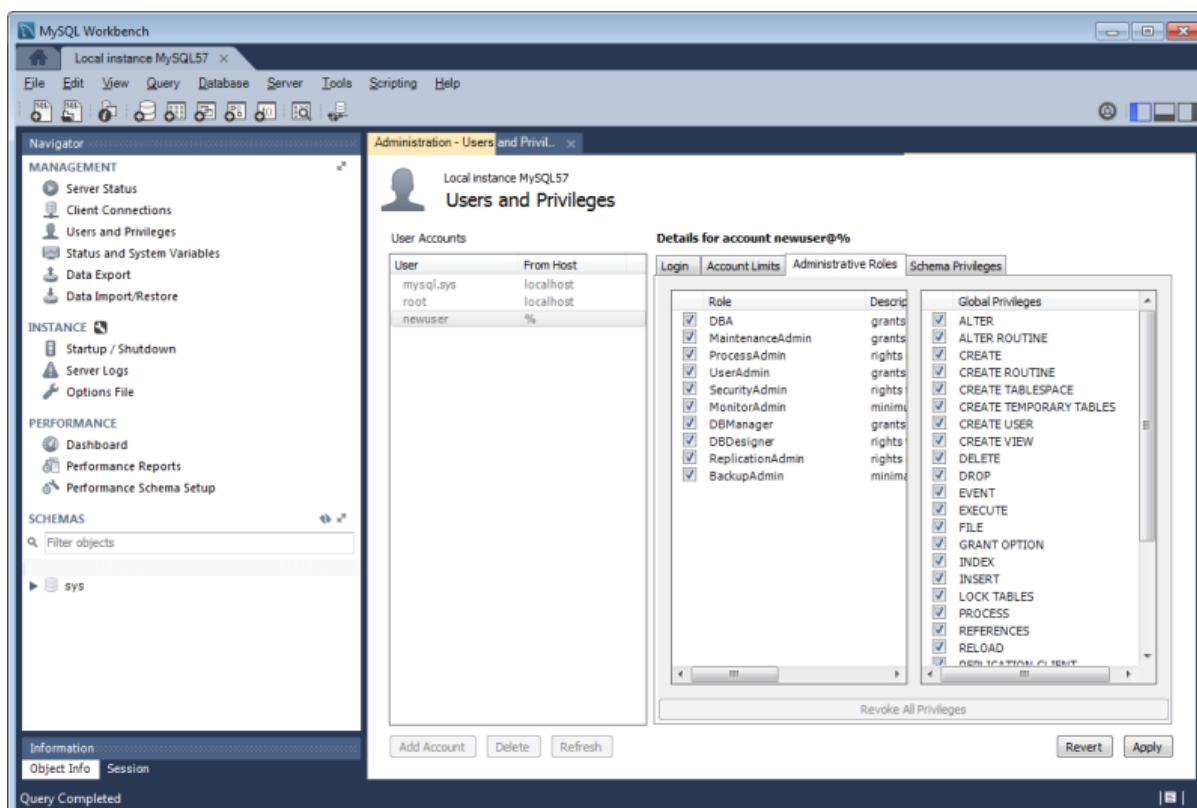 MySQL Workbench
Local instance MySQL57
File Edit View Query Database Server Tools Scripting Help
Navigator
MANAGEMENT
Server Status
Client Connections
Users and Privileges
Status and System Variables
Data Export
Data Import/Restore
INSTANCE
Startup / Shutdown
Server Logs
Options File
PERFORMANCE
Dashboard
Performance Reports
Performance Schema Setup
SCHEMAS
Filter objects
sys
Information
Object Info Session
Query Completed
Administration - Users and Privil..
Local instance MySQL57
Users and Privileges
User Accounts
User From Host
mysql.sys localhost
root localhost
newuser %
Add Account Delete Refresh
Details for account newuser@%
Login Account Limits Administrative Roles Schema Privileges
Role Descrip
DBA grants
MaintenanceAdmin grants
ProcessAdmin rights
UserAdmin grants
SecurityAdmin rights
MonitorAdmin minimu
DBManager grants
DBDesigner rights
ReplicationAdmin rights
BackupAdmin minima
Global Privileges
ALTER
ALTER ROUTINE
CREATE
CREATE ROUTINE
CREATE TABLESPACE
CREATE TEMPORARY TABLES
CREATE USER
CREATE VIEW
DELETE
DROP
EVENT
EXECUTE
FILE
GRANT OPTION
INDEX
INSERT
LOCK TABLES
PROCESS
REFERENCES
RELOAD
REPLICATION CLIENT
Revoke All Privileges
Revert Apply